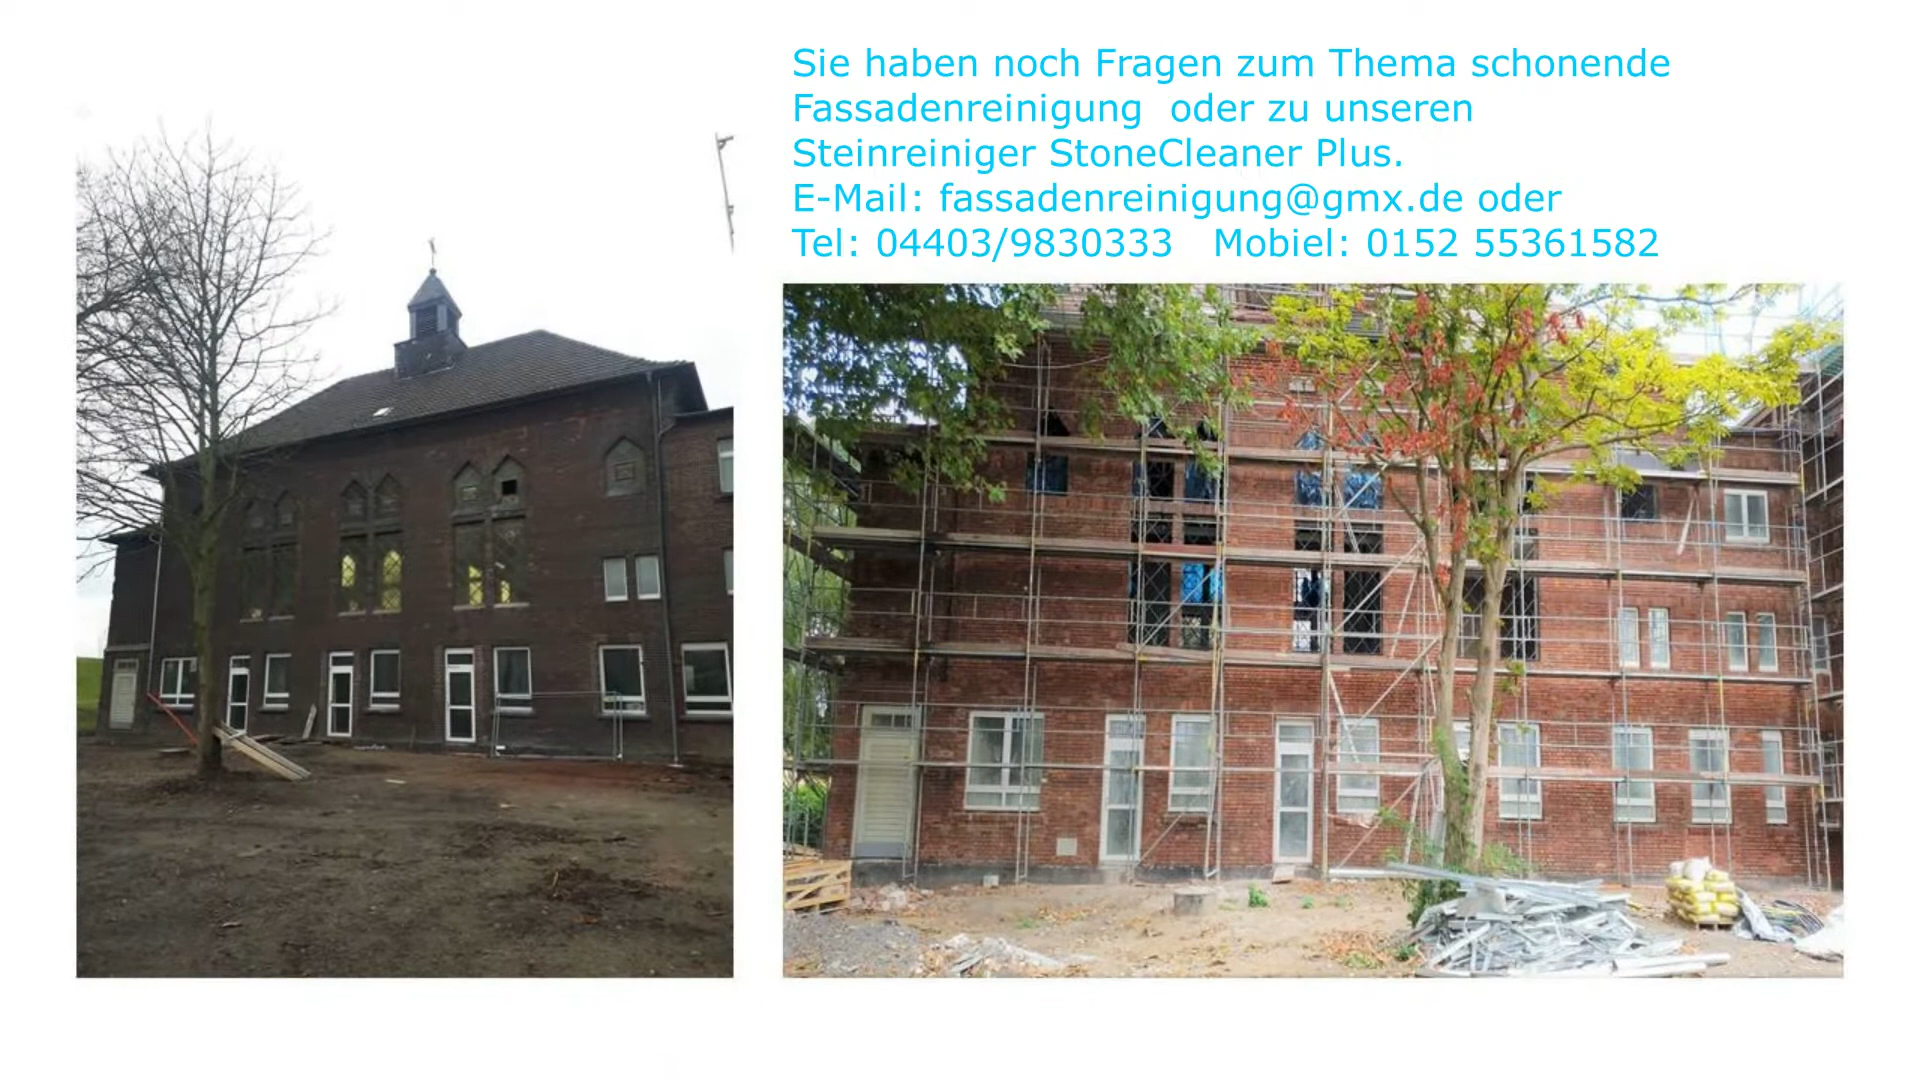 Sie haben noch Fragen zum Thema schonende
Fassadenreinigung  oder zu unseren
Steinreiniger StoneCleaner Plus.
E-Mail: fassadenreinigung@gmx.de oder
Tel: 04403/9830333   Mobiel: 0152 55361582